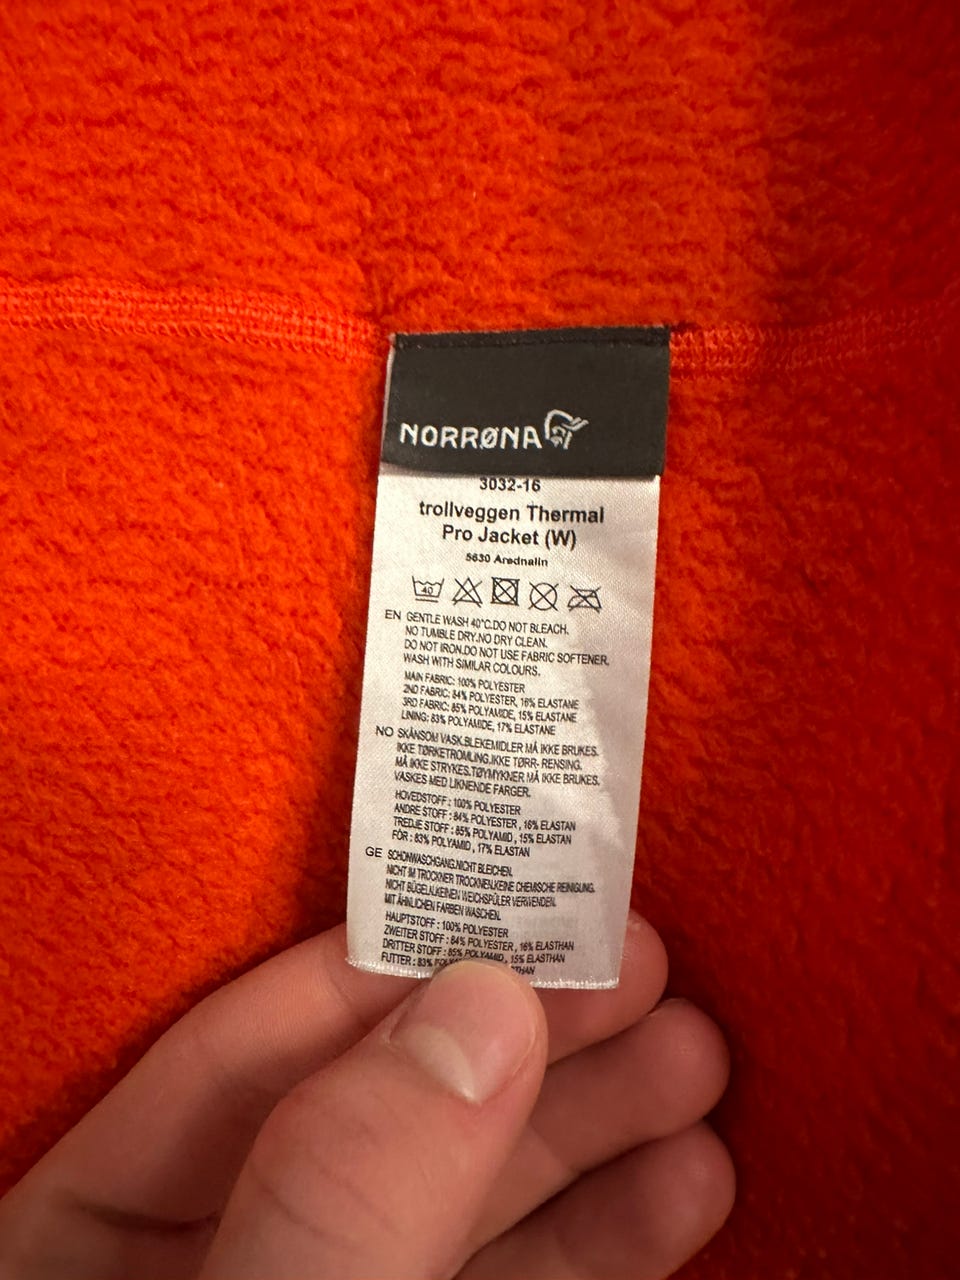 NORRØNA
3032-16
trollveggen Thermal
Pro Jacket (W)
5630 Arednalin
40
EN GENTLE WASH 40°C.DO NOT BLEACH.
NO TUMBLE DRY.NO DRY CLEAN.
DO NOT IRON.DO NOT USE FABRIC SOFTENER.
WASH WITH SIMILAR COLOURS.
MAIN FABRIC: 100% POLYESTER
2ND FABRIC: 84% POLYESTER, 16% ELASTANE
3RD FABRIC: 85% POLYAMIDE, 15% ELASTANE
LINING: 83% POLYAMIDE, 17% ELASTANE
NO SKÅNSOM VASK.BLEKEMIDLER MÅ IKKE BRUKES.
IKKE TØRKETROMLING.IKKE TØRR- RENSING.
MÅ IKKE STRYKES.TØYMYKNER MÅ IKKE BRUKES.
VASKES MED LIKNENDE FARGER.
HOVEDSTOFF : 100% POLYESTER
ANDRE STOFF : 84% POLYESTER , 16% ELASTAN
TREDJE STOFF : 85% POLYAMID , 15% ELASTAN
FÔR : 83% POLYAMID , 17% ELASTAN
GE SCHONWASCHGANG.NICHT BLEICHEN.
NICHT IM TROCKNER TROCKNEN.KEINE CHEMISCHE REINIGUNG.
NICHT BÜGELN.KEINEN WEICHSPÜLER VERWENDEN.
MIT ÄHNLICHEN FARBEN WASCHEN.
HAUPTSTOFF : 100% POLYESTER
ZWEITER STOFF : 84% POLYESTER , 16% ELASTHAN
DRITTER STOFF : 85% POLYAMID , 15% ELASTHAN
FUTTER : 83%